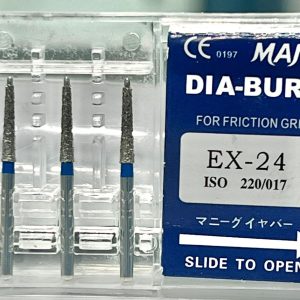 CE 0197
DIA-BUR
FOR FRICTION
EX-24
ISO 220/017
マニーダイヤバー
SLIDE TO OPEN